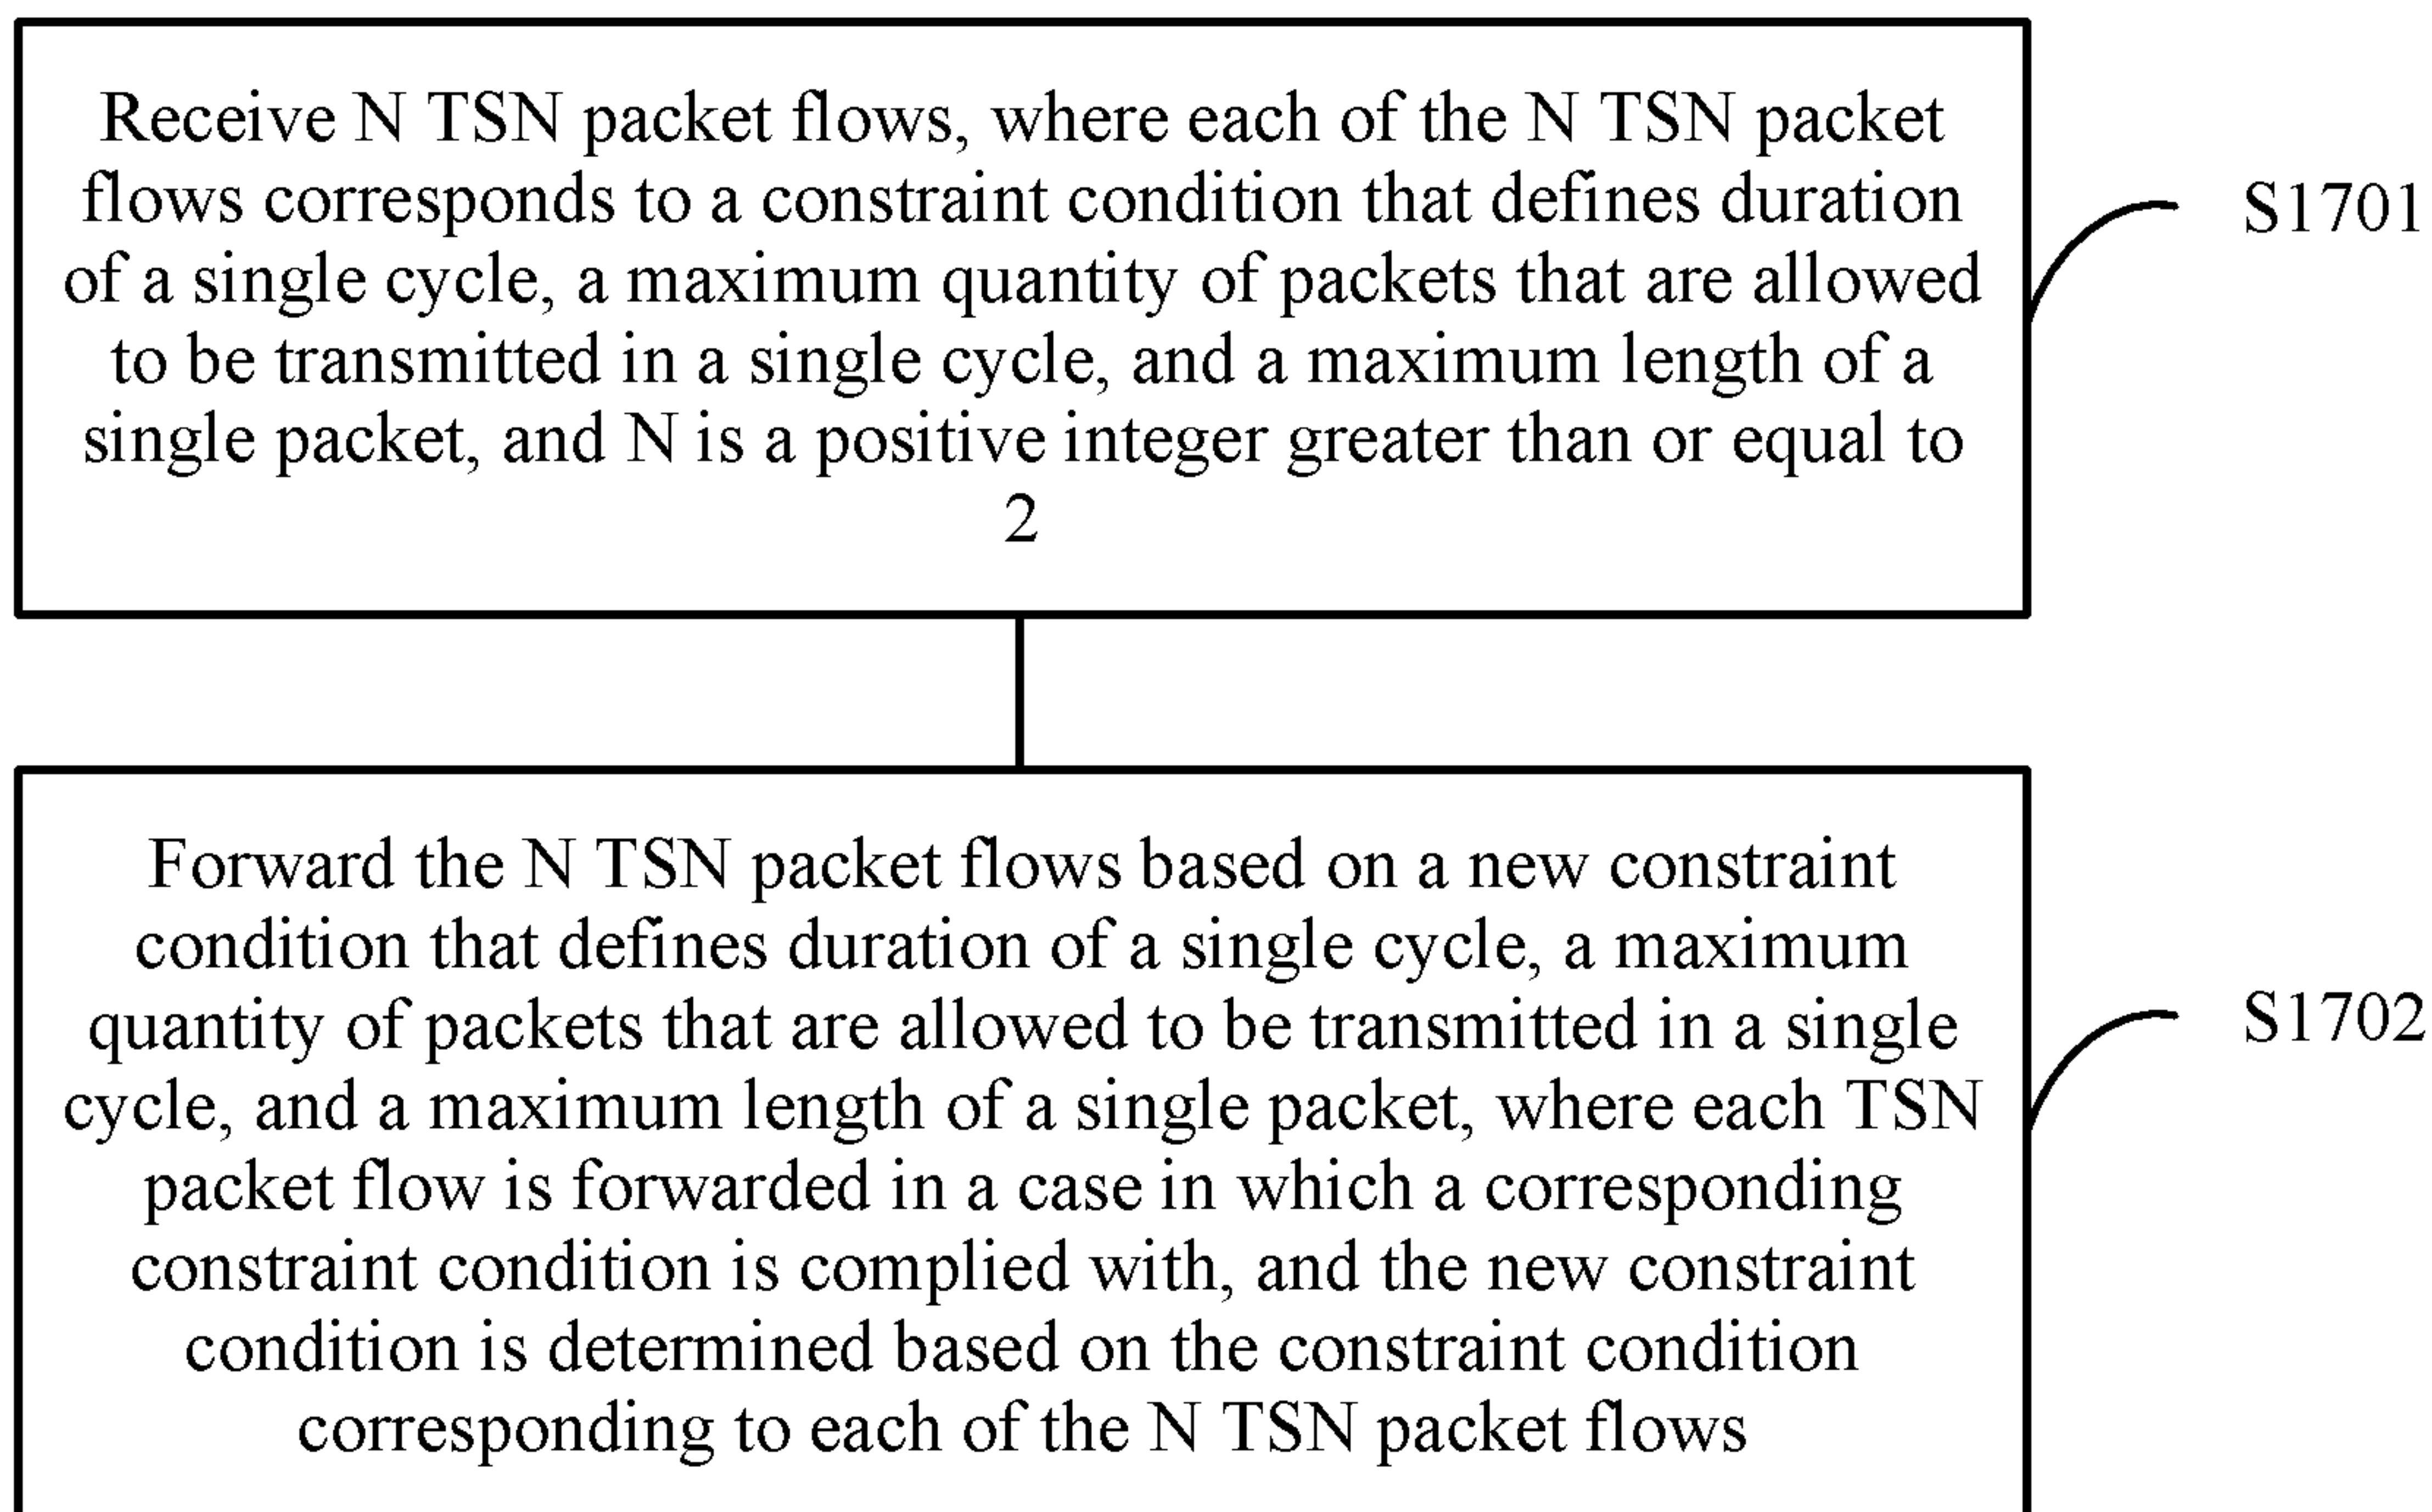 Receive N TSN packet flows, where each of the N TSN packet
flows corresponds to a constraint condition that defines duration
of a single cycle, a maximum quantity of packets that are allowed
to be transmitted in a single cycle, and a maximum length of a
single packet, and N is a positive integer greater than or equal to
2
S1701
Forward the N TSN packet flows based on a new constraint
condition that defines duration of a single cycle, a maximum
quantity of packets that are allowed to be transmitted in a single
cycle, and a maximum length of a single packet, where each TSN
packet flow is forwarded in a case in which a corresponding
constraint condition is complied with, and the new constraint
condition is determined based on the constraint condition
corresponding to each of the N TSN packet flows
S1702